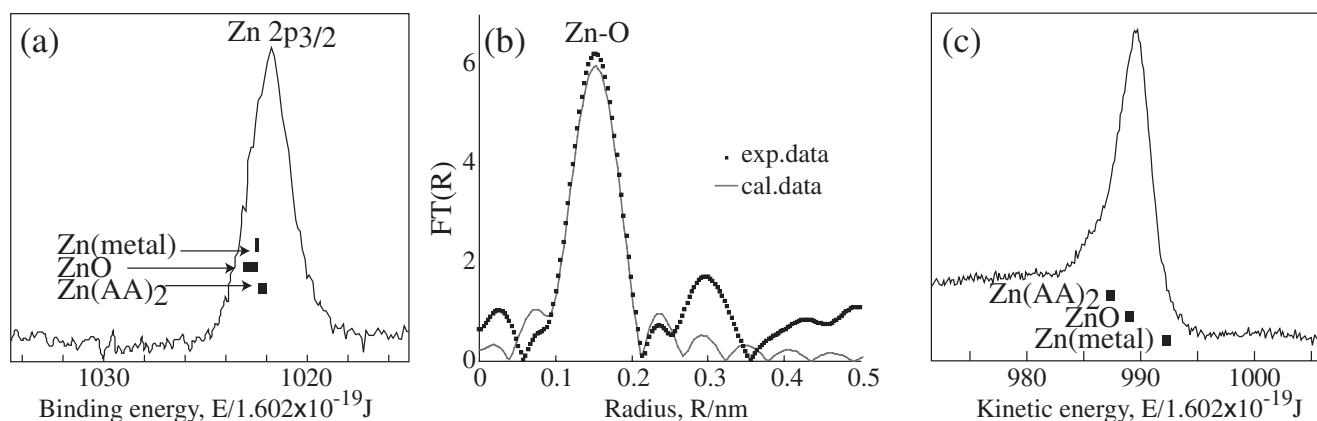 (a)
Zn 2p3/2
Zn(metal)
ZnO
Zn(AA)2
1030
1020
Binding energy, E/1.602x10-19J
(b)
Zn-O
6
4
2
0
FT(R)
exp.data
cal.data
0
0.1
0.2
0.3
0.4
0.5
Radius, R/nm
(c)
Zn(AA)2
ZnO
Zn(metal)
980
990
1000
Kinetic energy, E/1.602x10-19J